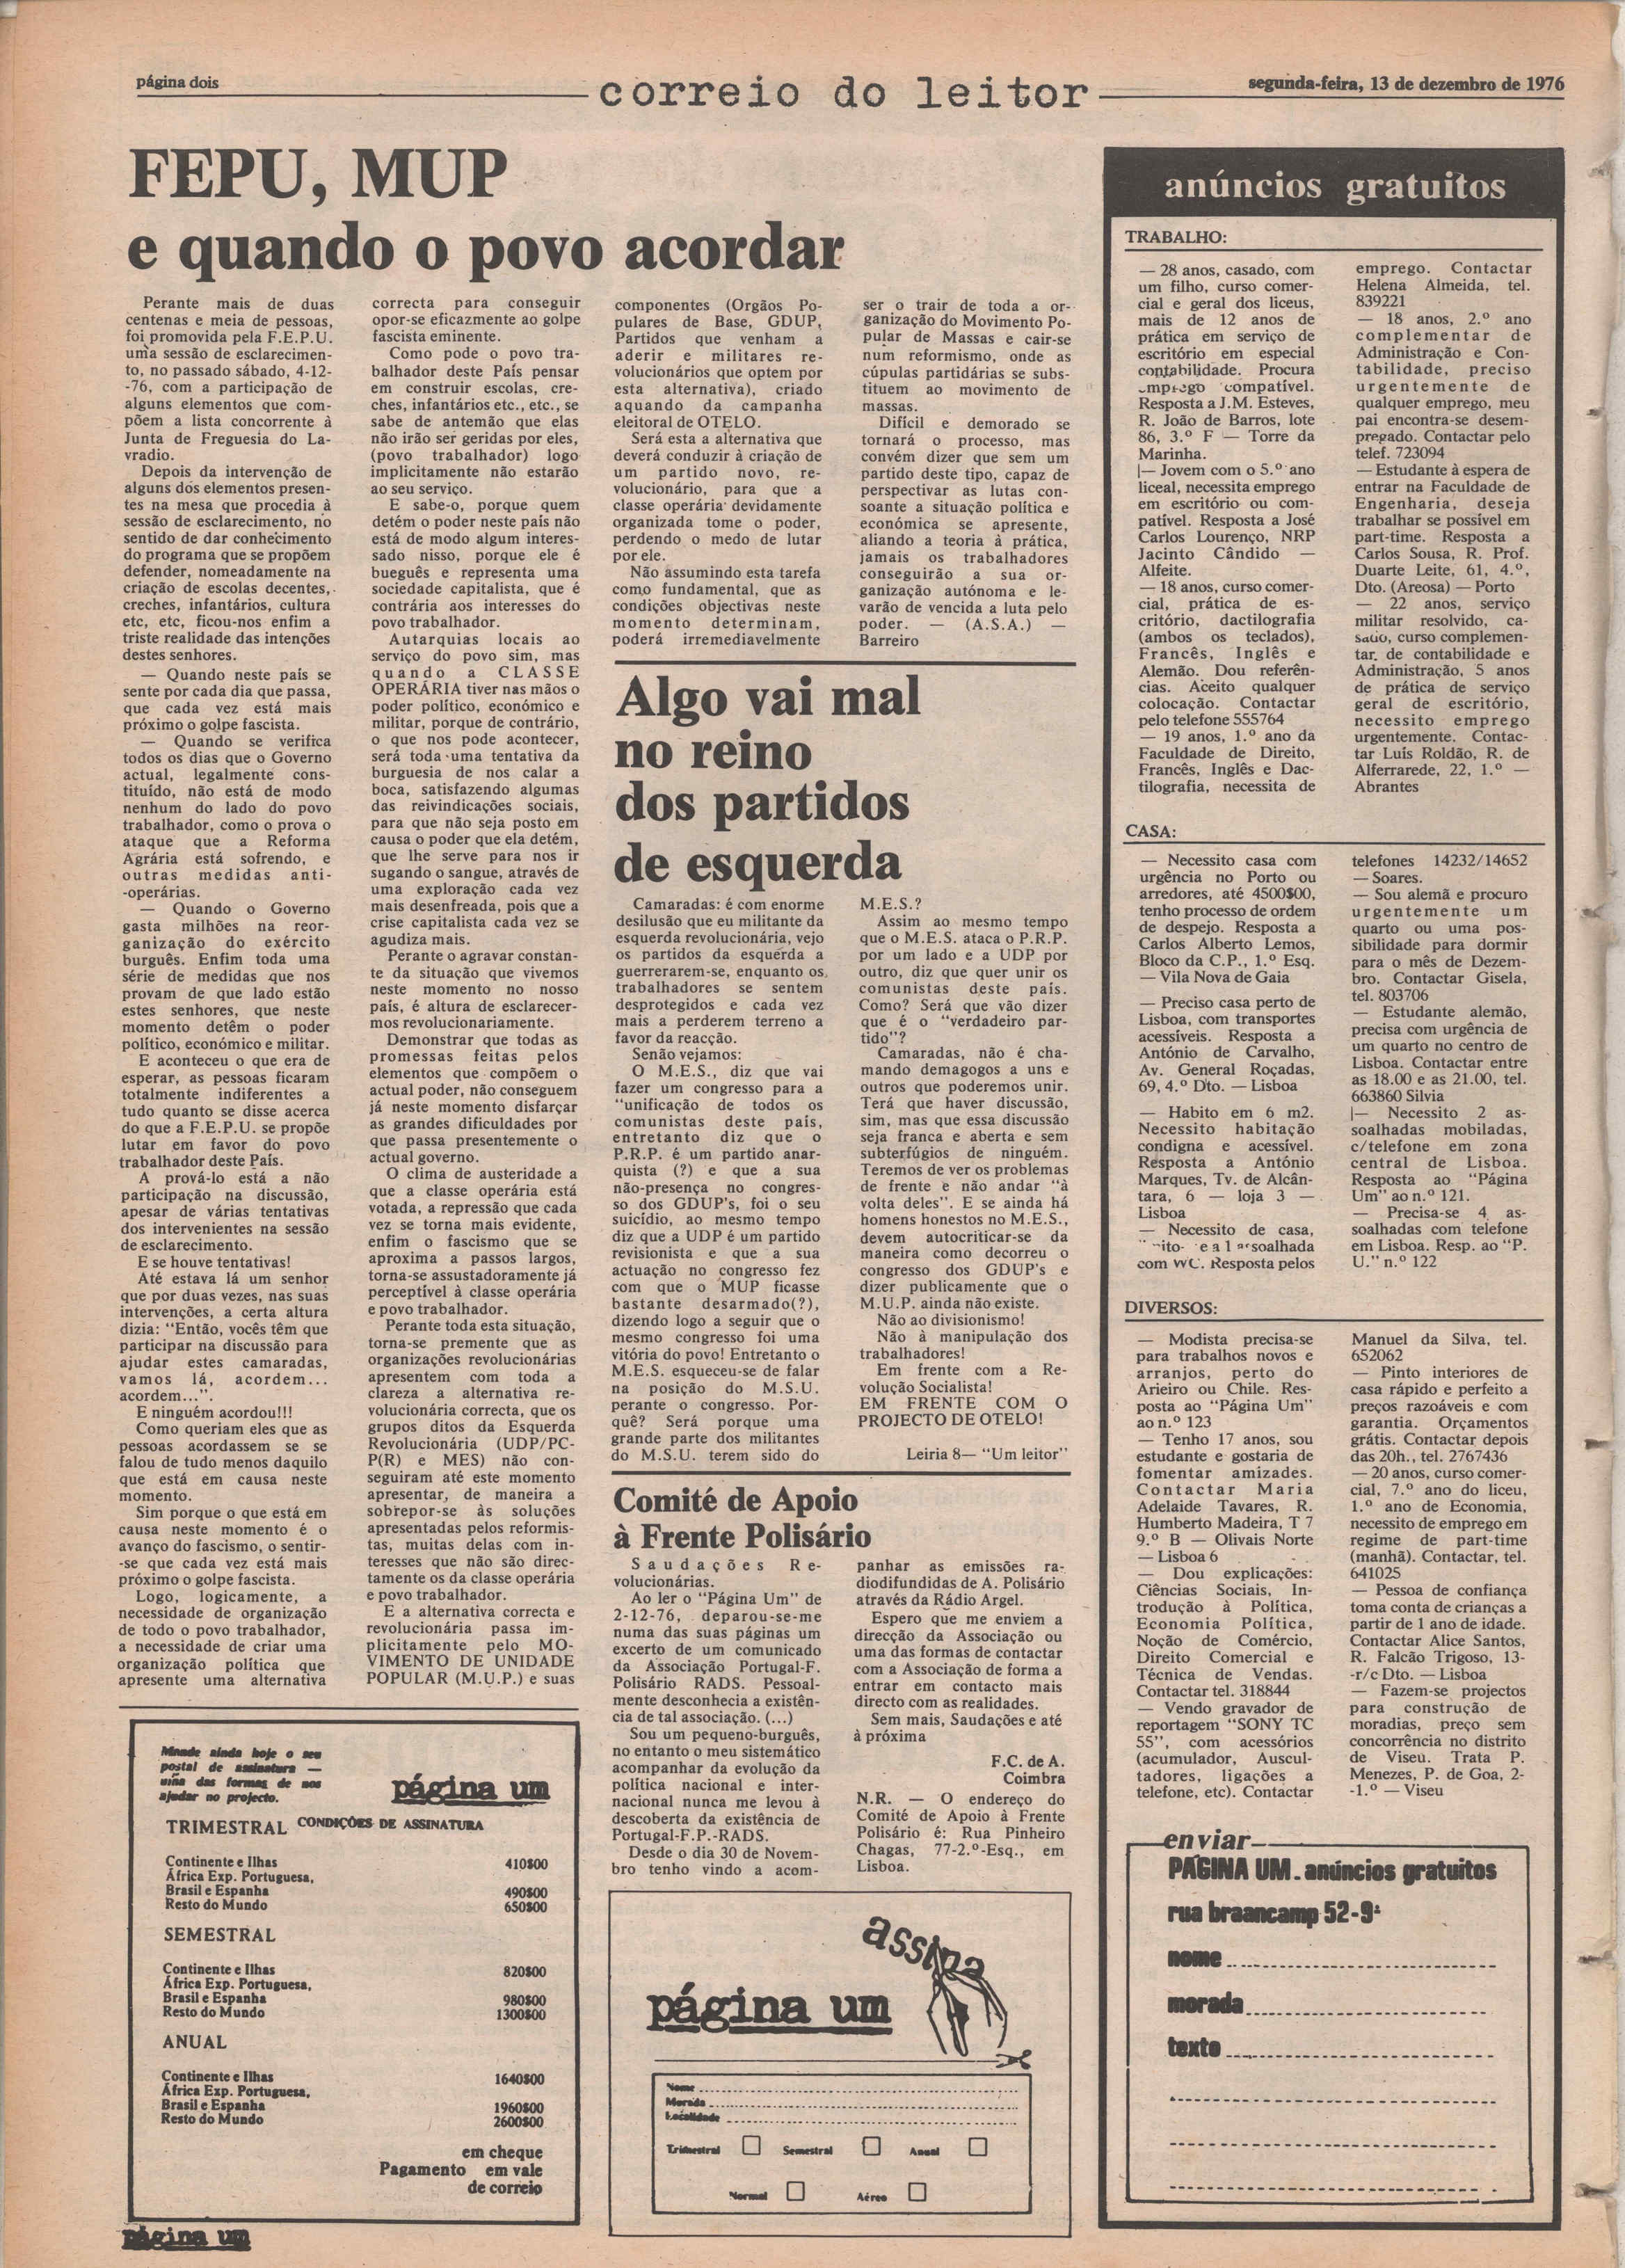 página dois
correio do leitor
segunda-feira, 13 de dezembro de 1976
FEPU, MUP
e quando o povo acordar
Perante mais de duas
centenas e meia de pessoas,
foi promovida pela F.E.P.U.
uma sessão de esclarecimen-
to, no passado sábado, 4-12-
-76, com a participação de
alguns elementos que com-
põem a lista concorrente à
Junta de Freguesia do La-
vradio.
Depois da intervenção de
alguns dos elementos presen-
tes na mesa que procedia à
sessão de esclarecimento, no
sentido de dar conhecimento
do programa que se propõem
defender, nomeadamente na
criação de escolas decentes,
creches, infantários, cultura
etc, etc, ficou-nos enfim a
triste realidade das intenções
destes senhores.
— Quando neste país se
sente por cada dia que passa,
que cada vez está mais
próximo o golpe fascista.
— Quando se verifica
todos os dias que o Governo
actual, legalmente cons-
tituído, não está de modo
nenhum do lado do povo
trabalhador, como o prova o
ataque que a Reforma
Agrária está sofrendo, e
outras medidas anti-
-operárias.
— Quando o Governo
gasta milhões na reor-
ganização do exército
burguês. Enfim toda uma
série de medidas que nos
provam de que lado estão
estes senhores, que neste
momento detêm o poder
político, económico e militar.
E aconteceu o que era de
esperar, as pessoas ficaram
totalmente indiferentes a
tudo quanto se disse acerca
do que a F.E.P.U. se propõe
lutar em favor do povo
trabalhador deste País.
A prová-lo está a não
participação na discussão,
apesar de várias tentativas
dos intervenientes na sessão
de esclarecimento.
E se houve tentativas!
Até estava lá um senhor
que por duas vezes, nas suas
intervenções, a certa altura
dizia: "Então, vocês têm que
participar na discussão para
ajudar estes camaradas,
vamos lá, acordem...
acordem...".
E ninguém acordou!!!
Como queriam eles que as
pessoas acordassem se se
falou de tudo menos daquilo
que está em causa neste
momento.
Sim porque o que está em
causa neste momento é o
avanço do fascismo, o sentir-
-se que cada vez está mais
próximo o golpe fascista.
Logo, logicamente, a
necessidade de organização
de todo o povo trabalhador,
a necessidade de criar uma
organização política que
apresente uma alternativa
correcta para conseguir
opor-se eficazmente ao golpe
fascista eminente.
Como pode o povo tra-
balhador deste País pensar
em construir escolas, cre-
ches, infantários etc., etc., se
sabe de antemão que elas
não irão ser geridas por eles,
(povo trabalhador) logo
implicitamente não estarão
ao seu serviço.
E sabe-o, porque quem
detém o poder neste país não
está de modo algum interes-
sado nisso, porque ele é
bueguês e representa uma
sociedade capitalista, que é
contrária aos interesses do
povo trabalhador.
Autarquias locais ao
serviço do povo sim, mas
quando a CLASSE
OPERÁRIA tiver nas mãos o
poder político, económico e
militar, porque de contrário,
o que nos pode acontecer,
será toda uma tentativa da
burguesia de nos calar a
boca, satisfazendo algumas
das reivindicações sociais,
para que não seja posto em
causa o poder que ela detém,
que lhe serve para nos ir
sugando o sangue, através de
uma exploração cada vez
mais desenfreada, pois que a
crise capitalista cada vez se
agudiza mais.
Perante o agravar constan-
te da situação que vivemos
neste momento no nosso
país, é altura de esclarecer-
mos revolucionariamente.
Demonstrar que todas as
promessas feitas pelos
elementos que compõem o
actual poder, não conseguem
já neste momento disfarçar
as grandes dificuldades por
que passa presentemente o
actual governo.
O clima de austeridade a
que a classe operária está
votada, a repressão que cada
vez se torna mais evidente,
enfim o fascismo que se
aproxima a passos largos,
torna-se assustadoramente já
perceptível à classe operária
e povo trabalhador.
Perante toda esta situação,
torna-se premente que as
organizações revolucionárias
apresentem com toda a
clareza a alternativa re-
volucionária correcta, que os
grupos ditos da Esquerda
Revolucionária (UDP/PC-
P(R) e MES) não con-
seguiram até este momento
apresentar, de maneira a
sobrepor-se às soluções
apresentadas pelos reformis-
tas, muitas delas com in-
teresses que não são direc-
tamente os da classe operária
e povo trabalhador.
E a alternativa correcta e
revolucionária passa im-
plicitamente pelo MO-
VIMENTO DE UNIDADE
POPULAR (M.U.P.) e suas
componentes (Orgãos Po-
pulares de Base, GDUP,
Partidos que venham a
aderir e militares re-
volucionários que optem por
esta alternativa), criado
aquando da campanha
eleitoral de OTELO.
Será esta a alternativa que
deverá conduzir à criação de
um partido novo, re-
volucionário, para que a
classe operária devidamente
organizada tome o poder,
perdendo o medo de lutar
por ele.
Não assumindo esta tarefa
como fundamental, que as
condições objectivas neste
momento determinam,
poderá irremediavelmente
ser o trair de toda a or-
ganização do Movimento Po-
pular de Massas e cair-se
num reformismo, onde as
cúpulas partidárias se subs-
tituem ao movimento de
massas.
Difícil e demorado se
tornará o processo, mas
convém dizer que sem um
partido deste tipo, capaz de
perspectivar as lutas con-
soante a situação política e
económica se apresente,
aliando a teoria à prática,
jamais os trabalhadores
conseguirão a sua or-
ganização autónoma e le-
varão de vencida a luta pelo
poder. — (A.S.A.) —
Barreiro
Algo vai mal
no reino
dos partidos
de esquerda
Camaradas: é com enorme
desilusão que eu militante da
esquerda revolucionária, vejo
os partidos da esquerda a
guerrerarem-se, enquanto os
trabalhadores se sentem
desprotegidos e cada vez
mais a perderem terreno a
favor da reacção.
Senão vejamos:
O M.E.S., diz que vai
fazer um congresso para a
"unificação de todos os
comunistas deste país,
entretanto diz que o
P.R.P. é um partido anar-
quista (?) e que a sua
não-presença no congres-
so dos GDUP's, foi o seu
suicídio, ao mesmo tempo
diz que a UDP é um partido
revisionista e que a sua
actuação no congresso fez
com que o MUP ficasse
bastante desarmado(?),
dizendo logo a seguir que o
mesmo congresso foi uma
vitória do povo! Entretanto o
M.E.S. esqueceu-se de falar
na posição do M.S.U.
perante o congresso. Por-
quê? Será porque uma
grande parte dos militantes
do M.S.U. terem sido do
M.E.S.?
Assim ao mesmo tempo
que o M.E.S. ataca o P.R.P.
por um lado e a UDP por
outro, diz que quer unir os
comunistas deste país.
Como? Será que vão dizer
que é o "verdadeiro par-
tido"?
Camaradas, não é cha-
mando demagogos a uns e
outros que poderemos unir.
Terá que haver discussão,
sim, mas que essa discussão
seja franca e aberta e sem
subterfúgios de ninguém.
Teremos de ver os problemas
de frente e não andar "à
volta deles". E se ainda há
homens honestos no M.E.S.,
devem autocriticar-se da
maneira como decorreu o
congresso dos GDUP's e
dizer publicamente que o
M.U.P. ainda não existe.
Não ao divisionismo!
Não à manipulação dos
trabalhadores!
Em frente com a Re-
volução Socialista!
EM FRENTE COM O
PROJECTO DE OTELO!
Leiria 8— "Um leitor"
Comité de Apoio
à Frente Polisário
Saudações Re-
volucionárias.
Ao ler o "Página Um" de
2-12-76, deparou-se-me
numa das suas páginas um
excerto de um comunicado
da Associação Portugal-F.
Polisário RADS. Pessoal-
mente desconhecia a existên-
cia de tal associação. (...)
Sou um pequeno-burguês,
no entanto o meu sistemático
acompanhar da evolução da
política nacional e inter-
nacional nunca me levou à
descoberta da existência de
Portugal-F.P.-RADS.
Desde o dia 30 de Novem-
bro tenho vindo a acom-
panhar as emissões ra-
diodifundidas de A. Polisário
através da Rádio Argel.
Espero que me enviem a
direcção da Associação ou
uma das formas de contactar
com a Associação de forma a
entrar em contacto mais
directo com as realidades.
Sem mais, Saudações e até
à próxima
F.C. de A.
Coimbra
N.R. — O endereço do
Comité de Apoio à Frente
Polisário é: Rua Pinheiro
Chagas, 77-2.º-Esq., em
Lisboa.
anúncios gratuitos
TRABALHO:
— 28 anos, casado, com
um filho, curso comer-
cial e geral dos liceus,
mais de 12 anos de
prática em serviço de
escritório em especial
contabilidade. Procura
compatível.
Resposta a J.M. Esteves,
R. João de Barros, lote
86, 3.º F — Torre da
Marinha.
— Jovem com o 5.º ano
liceal, necessita emprego
em escritório ou com-
patível. Resposta a José
Carlos Lourenço, NRP
Jacinto Cândido —
Alfeite.
— 18 anos, curso comer-
cial, prática de es-
critório, dactilografia
(ambos os teclados),
Francês, Inglês e
Alemão. Dou referên-
cias. Aceito qualquer
colocação. Contactar
pelo telefone 555764
— 19 anos, 1.º ano da
Faculdade de Direito,
Francês, Inglês e Dac-
tilografia, necessita de
emprego. Contactar
Helena Almeida, tel.
839221
— 18 anos, 2.º ano
complementar de
Administração e Con-
tabilidade, preciso
urgentemente de
qualquer emprego, meu
pai encontra-se desem-
pregado. Contactar pelo
telef. 723094
— Estudante à espera de
entrar na Faculdade de
Engenharia, deseja
trabalhar se possível em
part-time. Resposta a
Carlos Sousa, R. Prof.
Duarte Leite, 61, 4.º,
Dto. (Areosa) — Porto
— 22 anos, serviço
militar resolvido, ca-
sado, curso complemen-
tar de contabilidade e
Administração, 5 anos
de prática de serviço
geral de escritório,
necessito emprego
urgentemente. Contac-
tar Luís Roldão, R. de
Alferrarede, 22, 1.º —
Abrantes
CASA:
— Necessito casa com
urgência no Porto ou
arredores, até 4500$00,
tenho processo de ordem
de despejo. Resposta a
Carlos Alberto Lemos,
Bloco da C.P., 1.º Esq.
— Vila Nova de Gaia
— Preciso casa perto de
Lisboa, com transportes
acessíveis. Resposta a
António de Carvalho,
Av. General Roçadas,
69, 4.º Dto. — Lisboa
— Habito em 6 m2.
Necessito habitação
condigna e acessível.
Resposta a António
Marques, Tv. de Alcân-
tara, 6 — loja 3 —
Lisboa
— Necessito de casa,
com WC. Resposta pelos
telefones 14232/14652
— Soares.
— Sou alemã e procuro
urgentemente um
quarto ou uma pos-
sibilidade para dormir
para o mês de Dezem-
bro. Contactar Gisela,
tel. 803706
— Estudante alemão,
precisa com urgência de
um quarto no centro de
Lisboa. Contactar entre
as 18.00 e as 21.00, tel.
663860 Silvia
— Necessito 2 as-
soalhadas mobiladas,
c/telefone em zona
central de Lisboa.
Resposta ao "Página
Um" ao n.º 121.
— Precisa-se 4 as-
soalhadas com telefone
em Lisboa. Resp. ao "P.
U." n.º 122
DIVERSOS:
— Modista precisa-se
para trabalhos novos e
arranjos, perto do
Arieiro ou Chile. Res-
posta ao "Página Um"
ao n.º 123
— Tenho 17 anos, sou
estudante e gostaria de
fomentar amizades.
Contactar Maria
Adelaide Tavares, R.
Humberto Madeira, T 7
9.º B — Olivais Norte
— Lisboa 6
— Dou explicações:
Ciências Sociais, In-
trodução à Política,
Economia Política,
Noção de Comércio,
Direito Comercial e
Técnica de Vendas.
Contactar tel. 318844
— Vendo gravador de
reportagem "SONY TC
55", com acessórios
(acumulador, Auscul-
tadores, ligações a
telefone, etc). Contactar
Manuel da Silva, tel.
652062
— Pinto interiores de
casa rápido e perfeito a
preços razoáveis e com
garantia. Orçamentos
grátis. Contactar depois
das 20h., tel. 2767436
— 20 anos, curso comer-
cial, 7.º ano do liceu,
1.º ano de Economia,
necessito de emprego em
regime de part-time
(manhã). Contactar, tel.
641025
— Pessoa de confiança
toma conta de crianças a
partir de 1 ano de idade.
Contactar Alice Santos,
R. Falcão Trigoso, 13-
-r/c Dto. — Lisboa
— Fazem-se projectos
para construção de
moradias, preço sem
concorrência no distrito
de Viseu. Trata P.
Menezes, P. de Goa, 2-
-1.º — Viseu
enviar
PÁGINA UM - anúncios gratuitos
rua braancamp 52-9º
nome
morada
texto
Mande ainda hoje o seu
postal de assinatura —
uma das formas de nos
ajudar no projecto.
página um
CONDIÇÕES DE ASSINATURA
TRIMESTRAL
Continente e Ilhas 410$00
África Exp. Portuguesa,
Brasil e Espanha 490$00
Resto do Mundo 650$00
SEMESTRAL
Continente e Ilhas 820$00
África Exp. Portuguesa,
Brasil e Espanha 980$00
Resto do Mundo 1300$00
ANUAL
Continente e Ilhas 1640$00
África Exp. Portuguesa,
Brasil e Espanha 1960$00
Resto do Mundo 2600$00
em cheque
Pagamento em vale
de correio
assina
página um
Nome
Morada
Localidade
Trimestral Semestral Anual
Normal Aéreo
página um